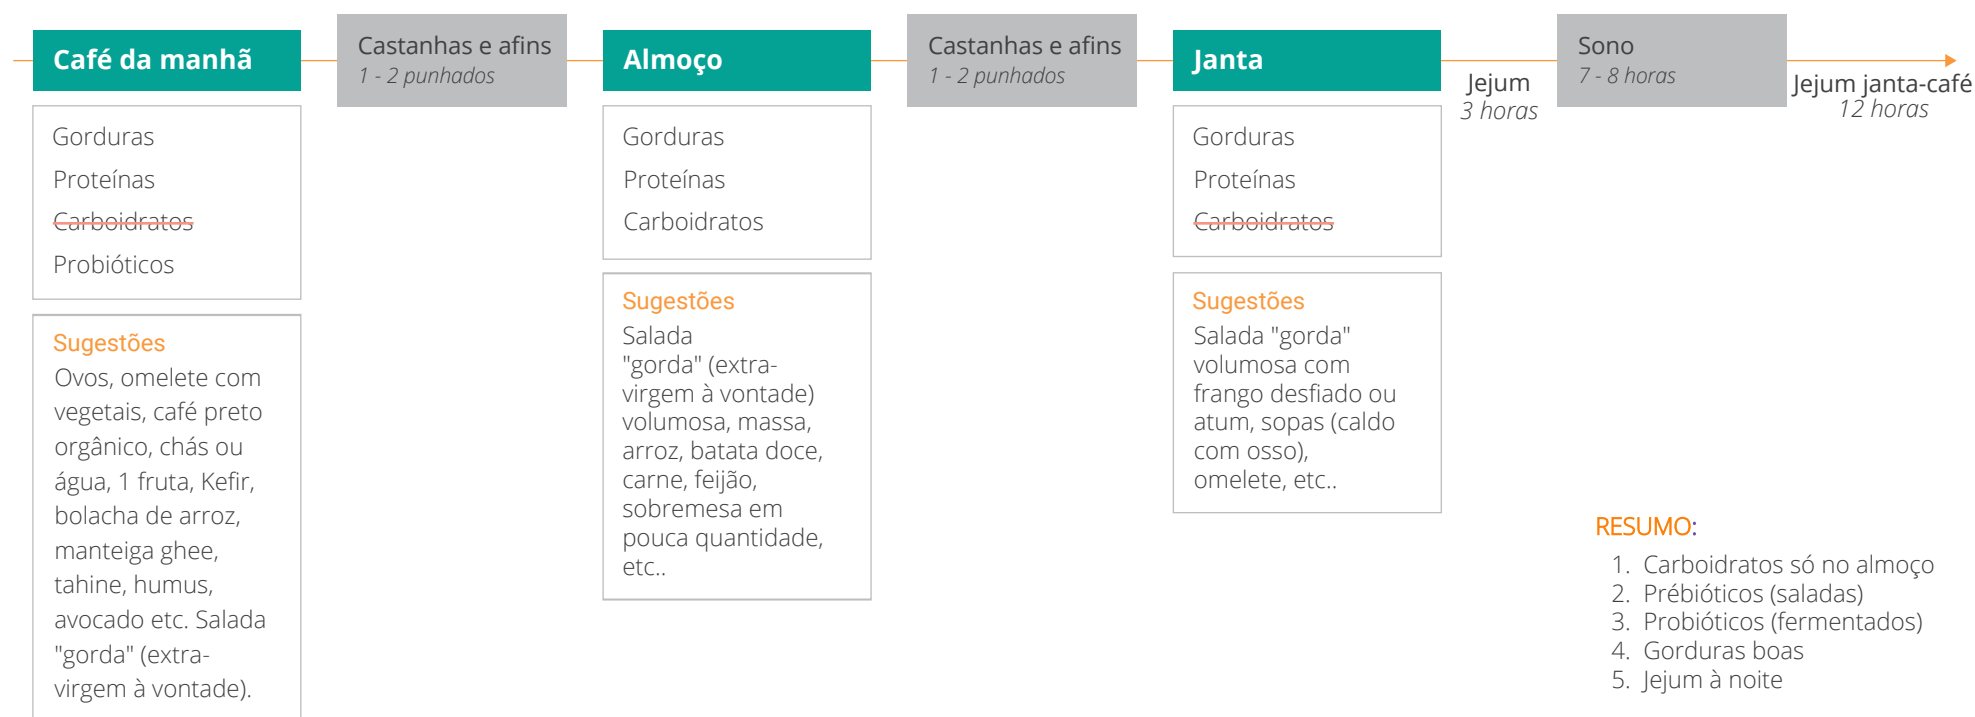 Café da manhã
Gorduras
Proteínas
Carboidratos
Probióticos
Sugestões
Ovos, omelete com
vegetais, café preto
orgânico, chás ou
água, 1 fruta, Kefir,
bolacha de arroz,
manteiga ghee,
tahine, humus,
avocado etc. Salada
"gorda" (extra-
virgem à vontade).
Castanhas e afins
1 - 2 punhados
Almoço
Gorduras
Proteínas
Carboidratos
Sugestões
Salada
"gorda" (extra-
virgem à vontade)
volumosa, massa,
arroz, batata doce,
carne, feijão,
sobremesa em
pouca quantidade,
etc..
Castanhas e afins
1 - 2 punhados
Janta
Gorduras
Proteínas
Carboidratos
Sugestões
Salada "gorda"
volumosa com
frango desfiado ou
atum, sopas (caldo
com osso),
omelete, etc..
Jejum
3 horas
Sono
7 - 8 horas
Jejum janta-café
12 horas
RESUMO:
1. Carboidratos só no almoço
2. Prébióticos (saladas)
3. Probióticos (fermentados)
4. Gorduras boas
5. Jejum à noite